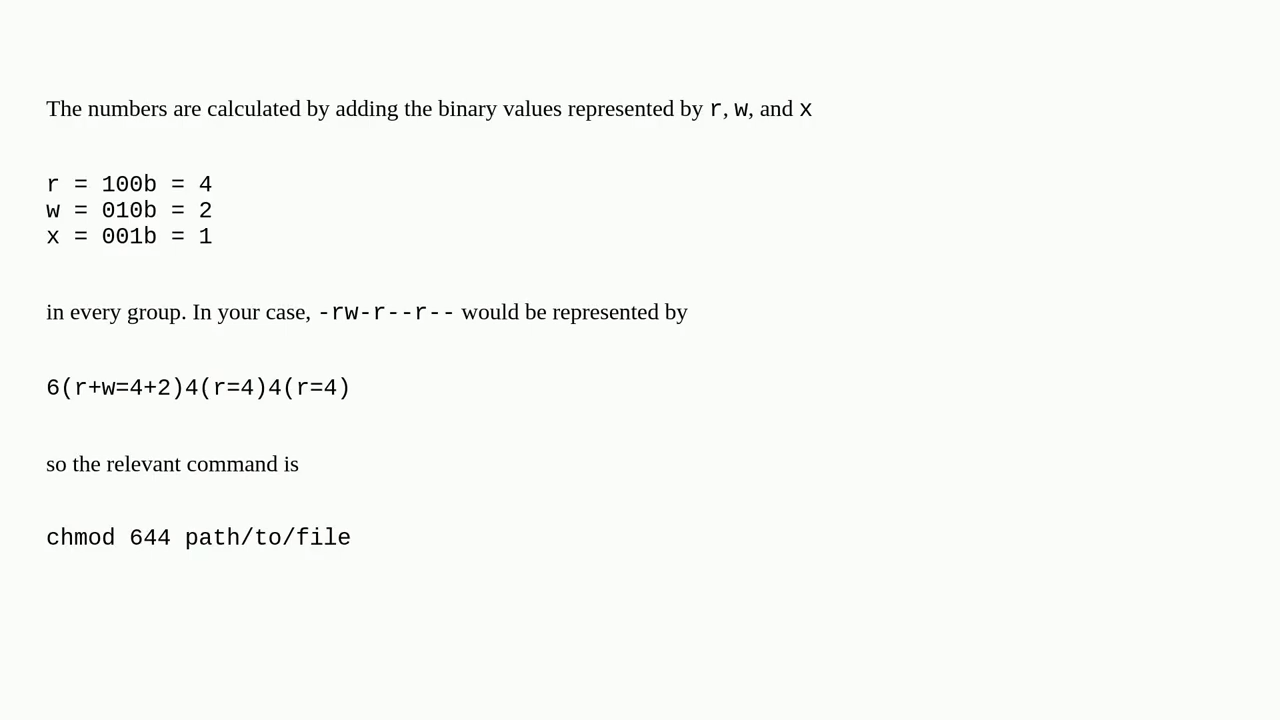 The numbers are calculated by adding the binary values represented by r, w, and x
r = 100b = 4
w = 010b = 2
x = 001b = 1
in every group. In your case, -rw-r--r-- would be represented by
6(r+w=4+2)4(r=4)4(r=4)
so the relevant command is
chmod 644 path/to/file